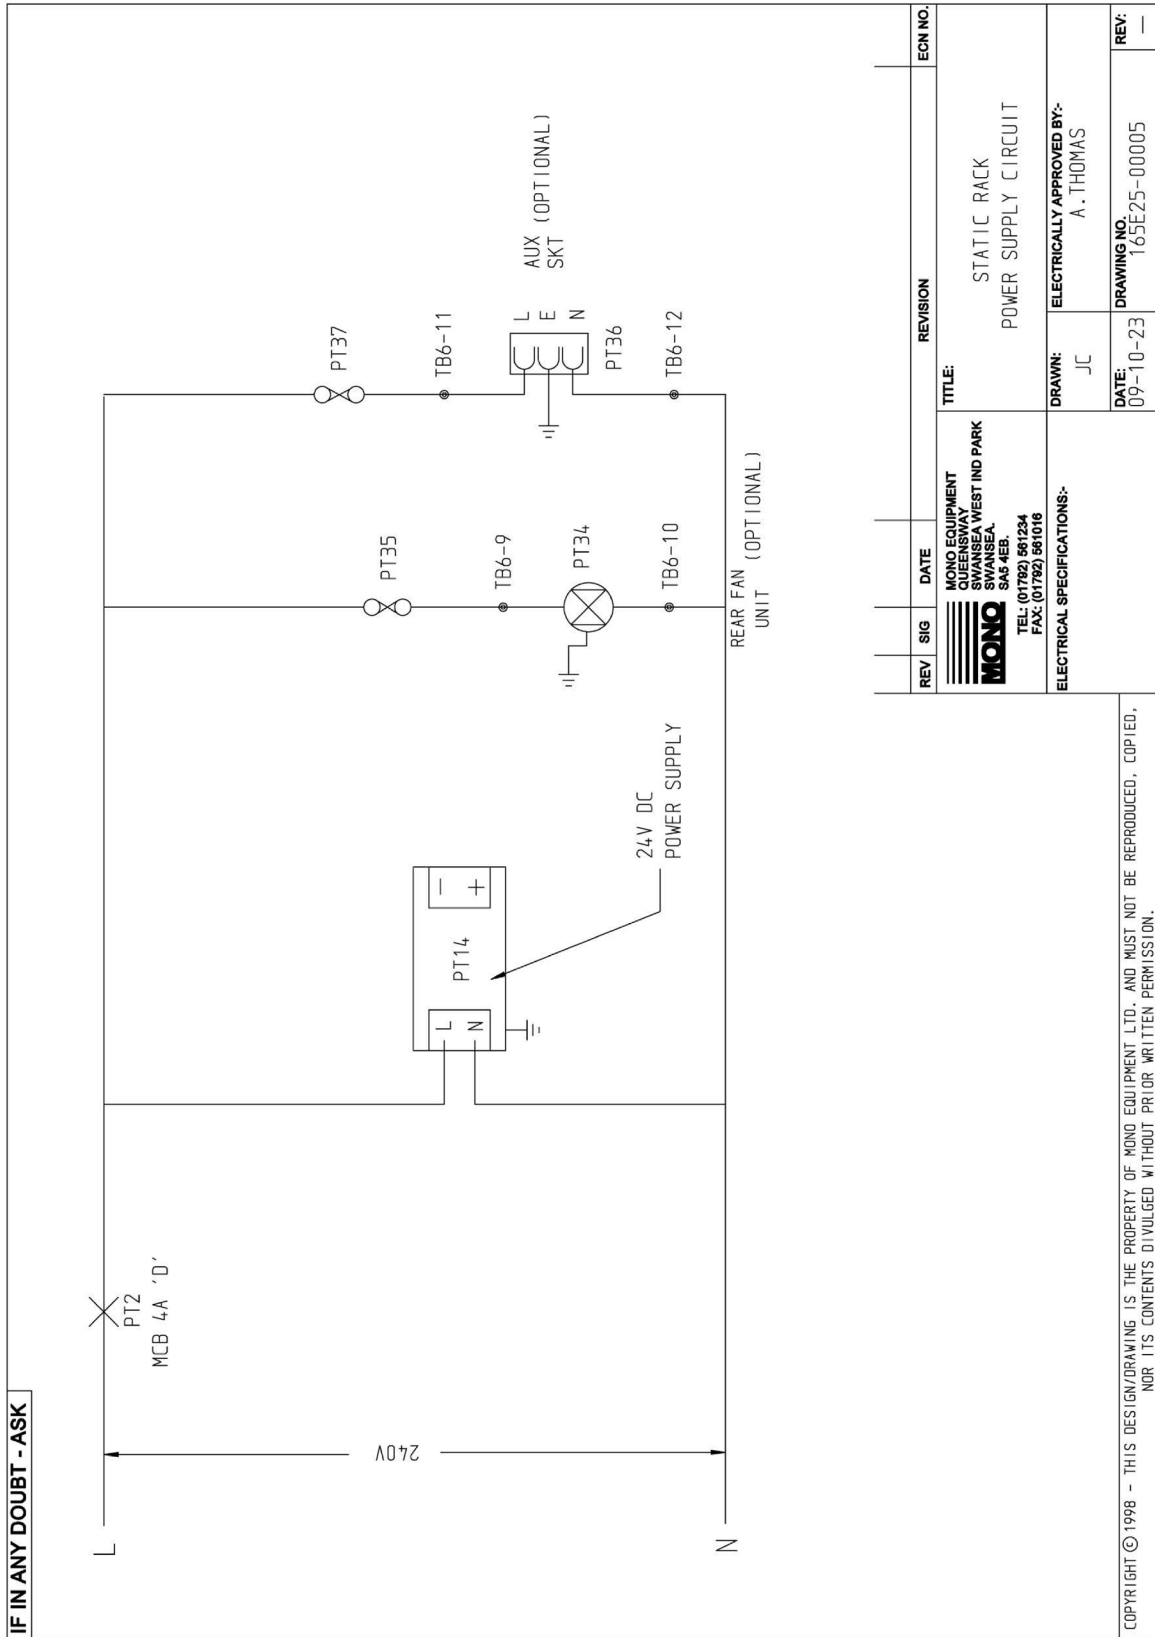 IF IN ANY DOUBT - ASK
L
PT2
MCB 4A 'D'
240V
N
L
N
PT14
-
+
24V DC
POWER SUPPLY
PT35
TB6-9
PT34
TB6-10
REAR FAN (OPTIONAL)
UNIT
PT37
TB6-11
L
E
N
AUX (OPTIONAL)
SKT
PT36
TB6-12
REV SIG DATE REVISION ECN NO.
MONO
MONO EQUIPMENT
QUEENSWAY
SWANSEA WEST IND PARK
SWANSEA.
SA5 4EB.
TEL: (01792) 561234
FAX: (01792) 561016
TITLE:
STATIC RACK
POWER SUPPLY CIRCUIT
ELECTRICAL SPECIFICATIONS:-
DRAWN:
JC
ELECTRICALLY APPROVED BY:-
A.THOMAS
DATE:
09-10-23
DRAWING NO.
165E25-00005
REV:
—
COPYRIGHT © 1998 - THIS DESIGN/DRAWING IS THE PROPERTY OF MONO EQUIPMENT LTD. AND MUST NOT BE REPRODUCED, COPIED,
NOR ITS CONTENTS DIVULGED WITHOUT PRIOR WRITTEN PERMISSION.